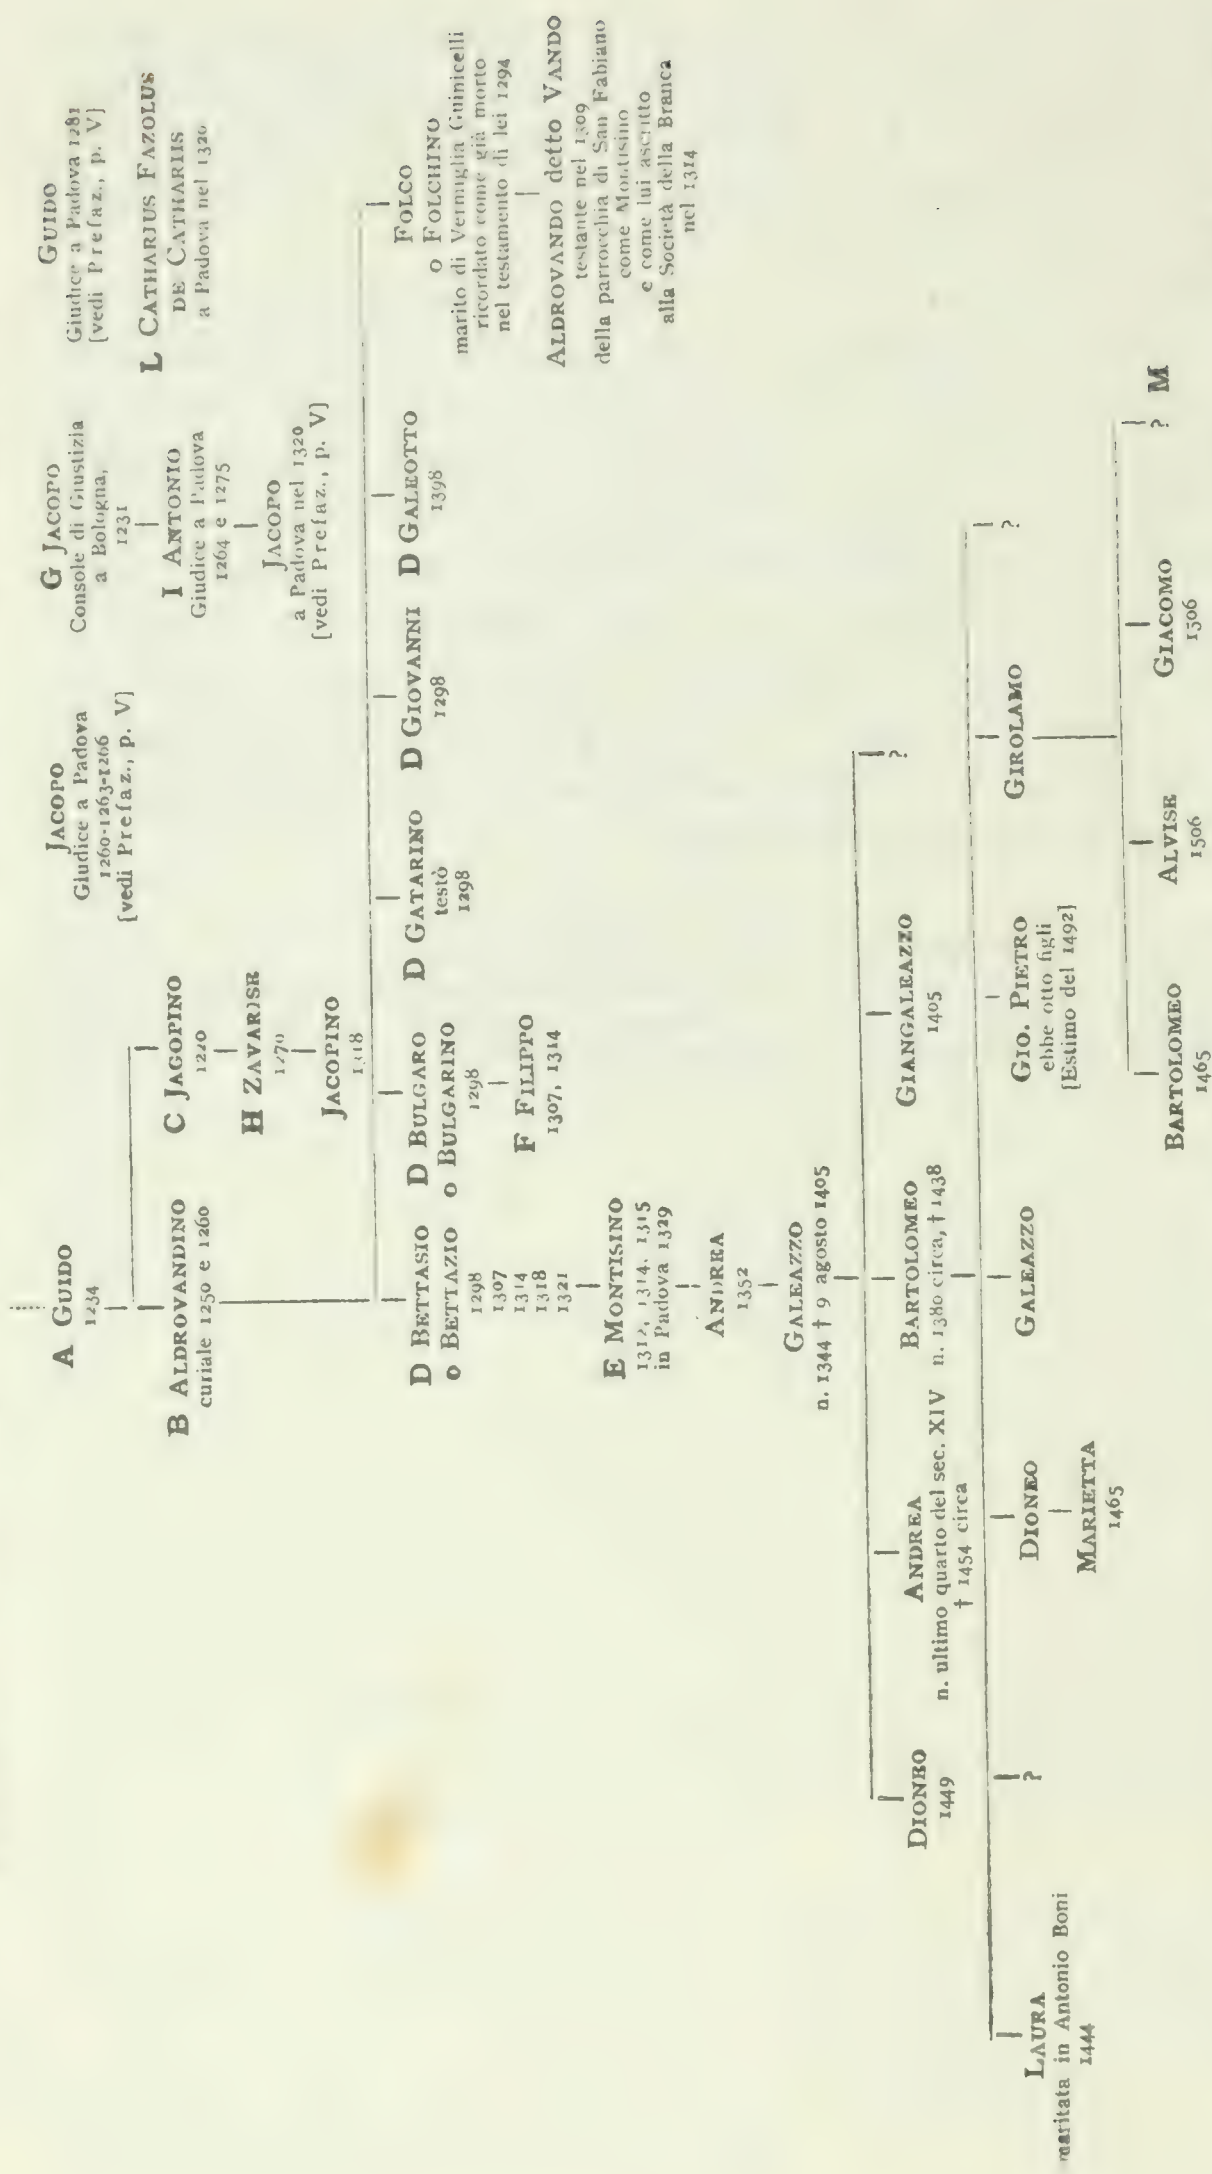 A GUIDO
1234
JACOPO
Giudice a Padova
1260-1263-1266
[vedi Prefaz., p. V]
G JACOPO
Console di Giustizia
a Bologna,
1231
GUIDO
Giudice a Padova 1281
[vedi Prefaz., p. V]
B ALDROVANDINO
curiale 1250 e 1260
C JAGOPINO
1220
H ZAVARISE
1270
JACOPINO
1318
I ANTONIO
Giudice a Padova
1264 e 1275
JACOPO
a Padova nel 1320
[vedi Prefaz., p. V]
L CATHARIUS FAZOLUS
DE CATHARIIS
a Padova nel 1320
D BETTASIO
o BETTAZIO
1298
1307
1314
1318
1321
D BULGARO
o BULGARINO
1298
F FILIPPO
1307, 1314
D GATARINO
testò
1298
D GIOVANNI
1298
D GALEOTTO
1398
FOLCO
o FOLCHINO
marito di Vermiglia Guinicelli
ricordato come già morto
nel testamento di lei 1294
ALDROVANDO detto VANDO
testante nel 1309
della parrocchia di San Fabiano
come Montisino
e come lui ascritto
alla Società della Branca
nel 1314
E MONTISINO
1312, 1314, 1315
in Padova 1329
ANDREA
1352
GALEAZZO
n. 1344 † 9 agosto 1405
DIONEO
1449
ANDREA
n. ultimo quarto del sec. XIV
† 1454 circa
BARTOLOMEO
n. 1380 circa, † 1438
GIANGALEAZZO
1405
?
LAURA
maritata in Antonio Boni
1444
?
DIONEO
MARIETTA
1465
GALEAZZO
GIO. PIETRO
ebbe otto figli
[Estimo del 1492]
GIROLAMO
?
BARTOLOMEO
1465
ALVISE
1506
GIACOMO
1506
?
M